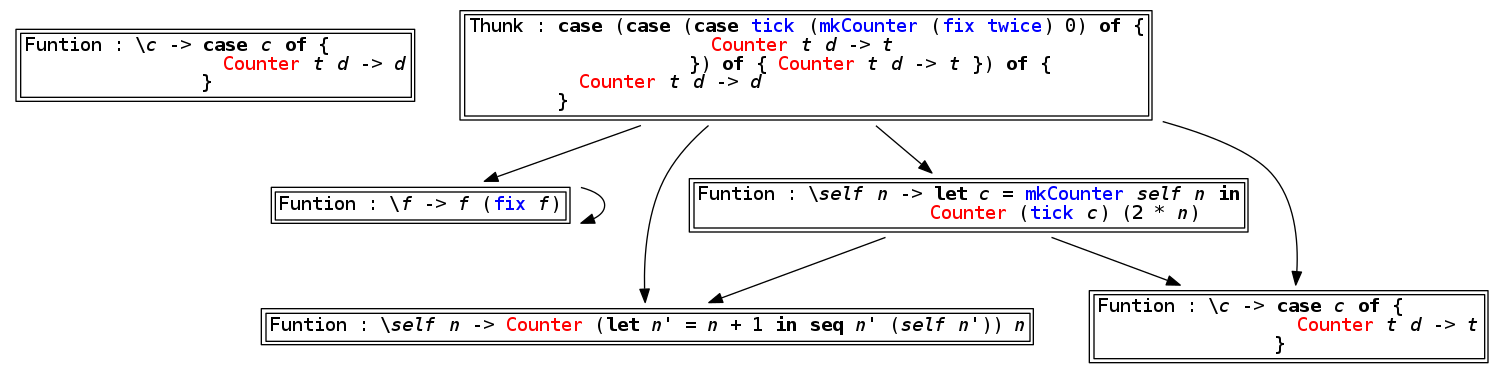 Funtion : \c -> case c of {
Counter t d -> d
}
Thunk : case (case (case tick (mkCounter (fix twice) 0) of {
Counter t d -> t
}) of { Counter t d -> t }) of {
Counter t d -> d
}
Funtion : \f -> f (fix f)
Funtion : \self n -> let c = mkCounter self n in
Counter (tick c) (2 * n)
Funtion : \self n -> Counter (let n' = n + 1 in seq n' (self n')) n
Funtion : \c -> case c of {
Counter t d -> t
}